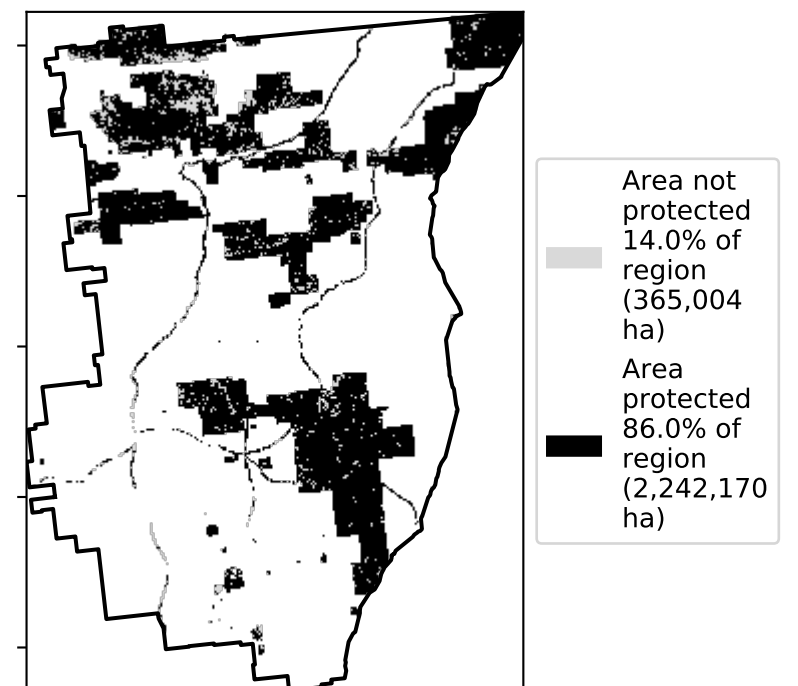 Area not
protected
14.0% of
region
(365,004
ha)
Area
protected
86.0% of
region
(2,242,170
ha)